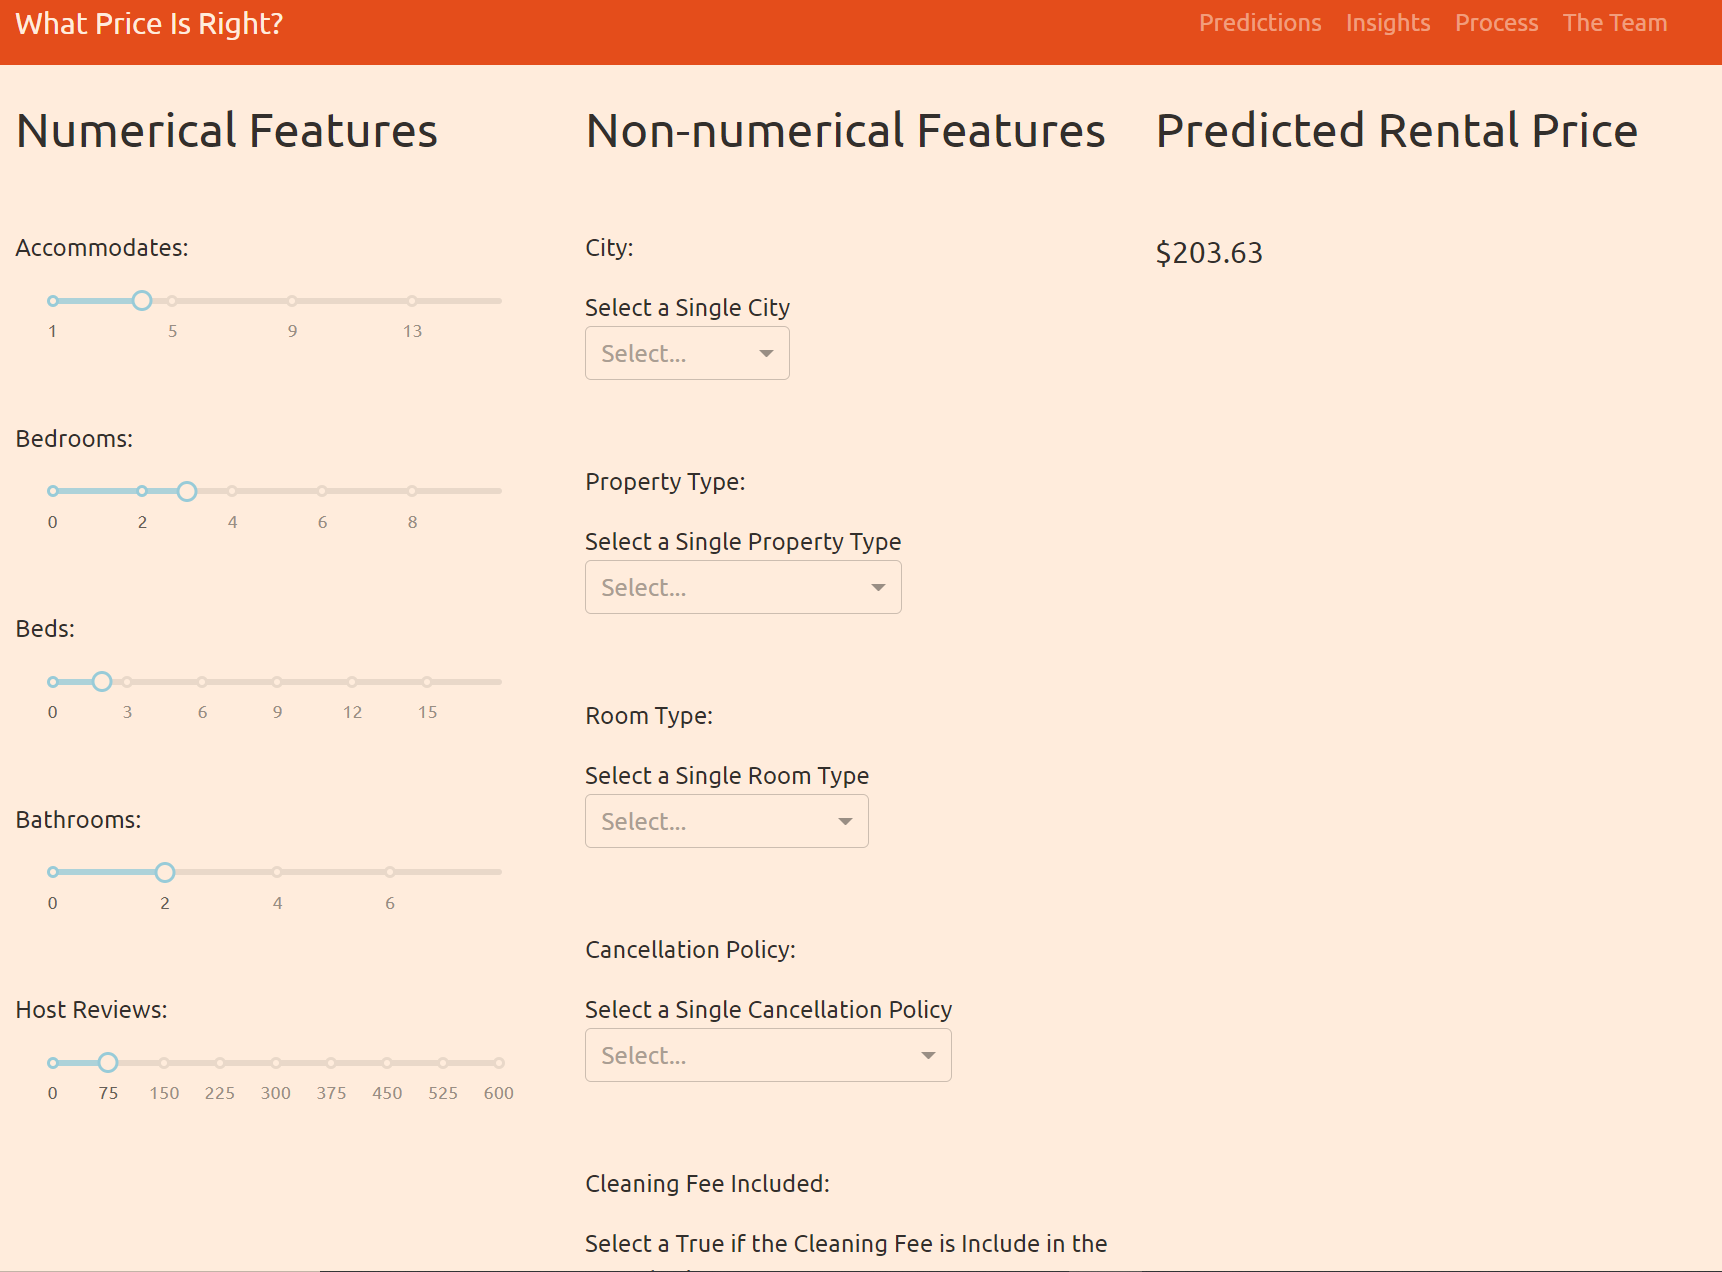 What Price Is Right?
Predictions Insights Process The Team
Numerical Features
Accommodates:
1 5 9 13
Bedrooms:
0 2 4 6 8
Beds:
0 3 6 9 12 15
Bathrooms:
0 2 4 6
Host Reviews:
0 75 150 225 300 375 450 525 600
Non-numerical Features
City:
Select a Single City
Select...
Property Type:
Select a Single Property Type
Select...
Room Type:
Select a Single Room Type
Select...
Cancellation Policy:
Select a Single Cancellation Policy
Select...
Cleaning Fee Included:
Select a True if the Cleaning Fee is Include in the
Predicted Rental Price
$203.63